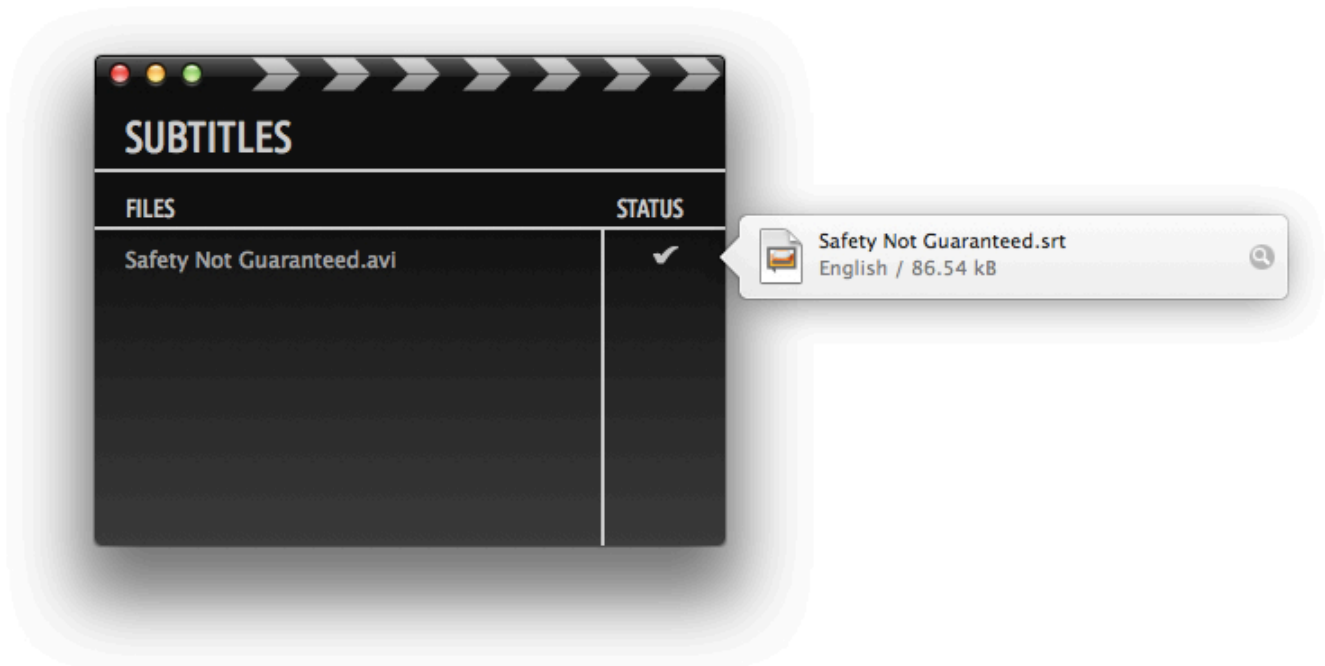 SUBTITLES
FILES STATUS
Safety Not Guaranteed.avi
Safety Not Guaranteed.srt
English / 86.54 kB